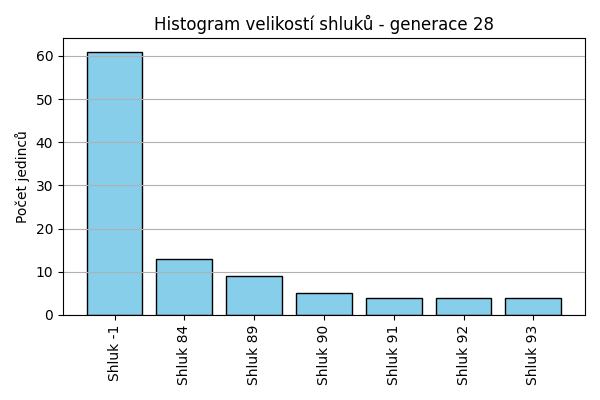 Histogram velikostí shluků - generace 28
Počet jedinců
60
50
40
30
20
10
0
Shluk -1
Shluk 84
Shluk 89
Shluk 90
Shluk 91
Shluk 92
Shluk 93